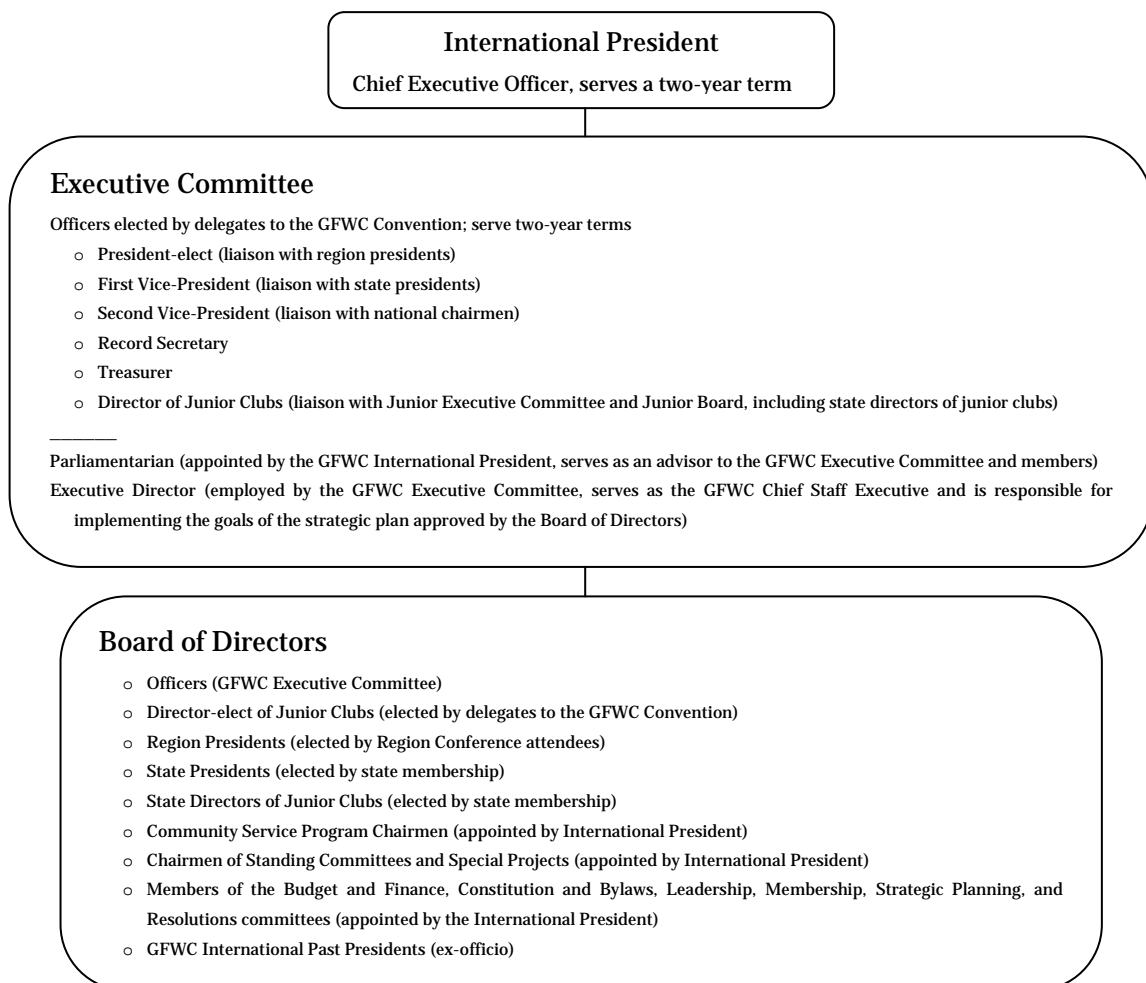 International President
Chief Executive Officer, serves a two-year term
Executive Committee
Officers elected by delegates to the GFWC Convention; serve two-year terms
o President-elect (liaison with region presidents)
o First Vice-President (liaison with state presidents)
o Second Vice-President (liaison with national chairmen)
o Record Secretary
o Treasurer
o Director of Junior Clubs (liaison with Junior Executive Committee and Junior Board, including state directors of junior clubs)
______
Parliamentarian (appointed by the GFWC International President, serves as an advisor to the GFWC Executive Committee and members)
Executive Director (employed by the GFWC Executive Committee, serves as the GFWC Chief Staff Executive and is responsible for
implementing the goals of the strategic plan approved by the Board of Directors)
Board of Directors
o Officers (GFWC Executive Committee)
o Director-elect of Junior Clubs (elected by delegates to the GFWC Convention)
o Region Presidents (elected by Region Conference attendees)
o State Presidents (elected by state membership)
o State Directors of Junior Clubs (elected by state membership)
o Community Service Program Chairmen (appointed by International President)
o Chairmen of Standing Committees and Special Projects (appointed by International President)
o Members of the Budget and Finance, Constitution and Bylaws, Leadership, Membership, Strategic Planning, and
Resolutions committees (appointed by the International President)
o GFWC International Past Presidents (ex-officio)